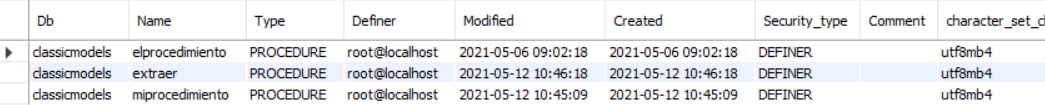 Db Name Type Definer Modified Created Security_type Comment character_set_cl
classicmodels elprocedimiento PROCEDURE root@localhost 2021-05-06 09:02:18 2021-05-06 09:02:18 DEFINER utf8mb4
classicmodels extraer PROCEDURE root@localhost 2021-05-12 10:46:18 2021-05-12 10:46:18 DEFINER utf8mb4
classicmodels miprocedimiento PROCEDURE root@localhost 2021-05-12 10:45:09 2021-05-12 10:45:09 DEFINER utf8mb4